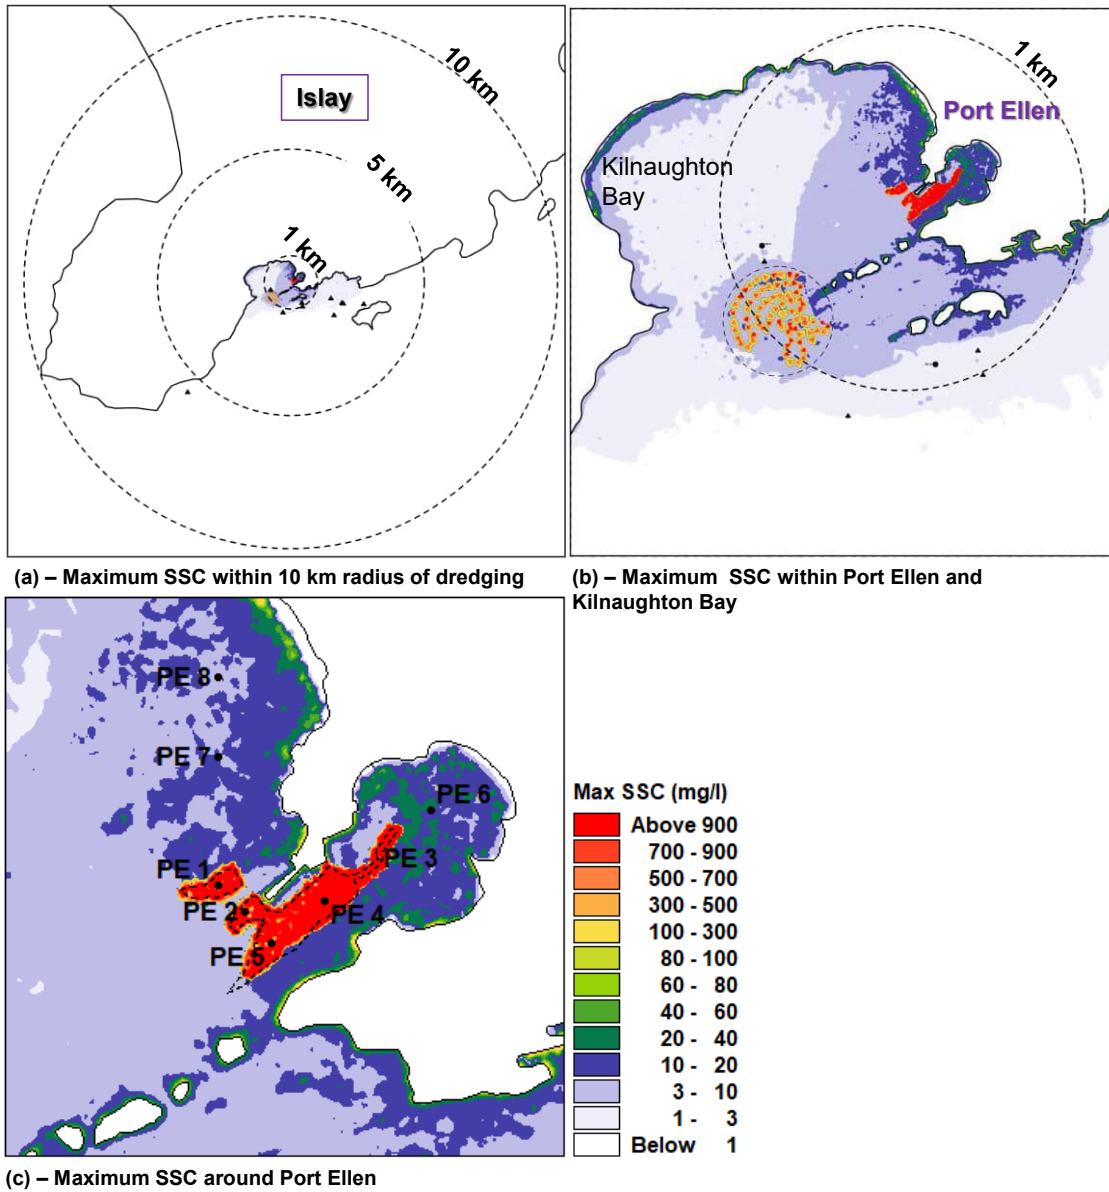 10 km
Islay
5 km
1 km
(a) – Maximum SSC within 10 km radius of dredging
1 km
Port Ellen
Kilnaughton
Bay
(b) – Maximum SSC within Port Ellen and
Kilnaughton Bay
PE 8
PE 7
PE 6
PE 3
PE 1
PE 2
PE 4
PE 5
(c) – Maximum SSC around Port Ellen
Max SSC (mg/l)
Above 900
700 - 900
500 - 700
300 - 500
100 - 300
80 - 100
60 - 80
40 - 60
20 - 40
10 - 20
3 - 10
1 - 3
Below 1